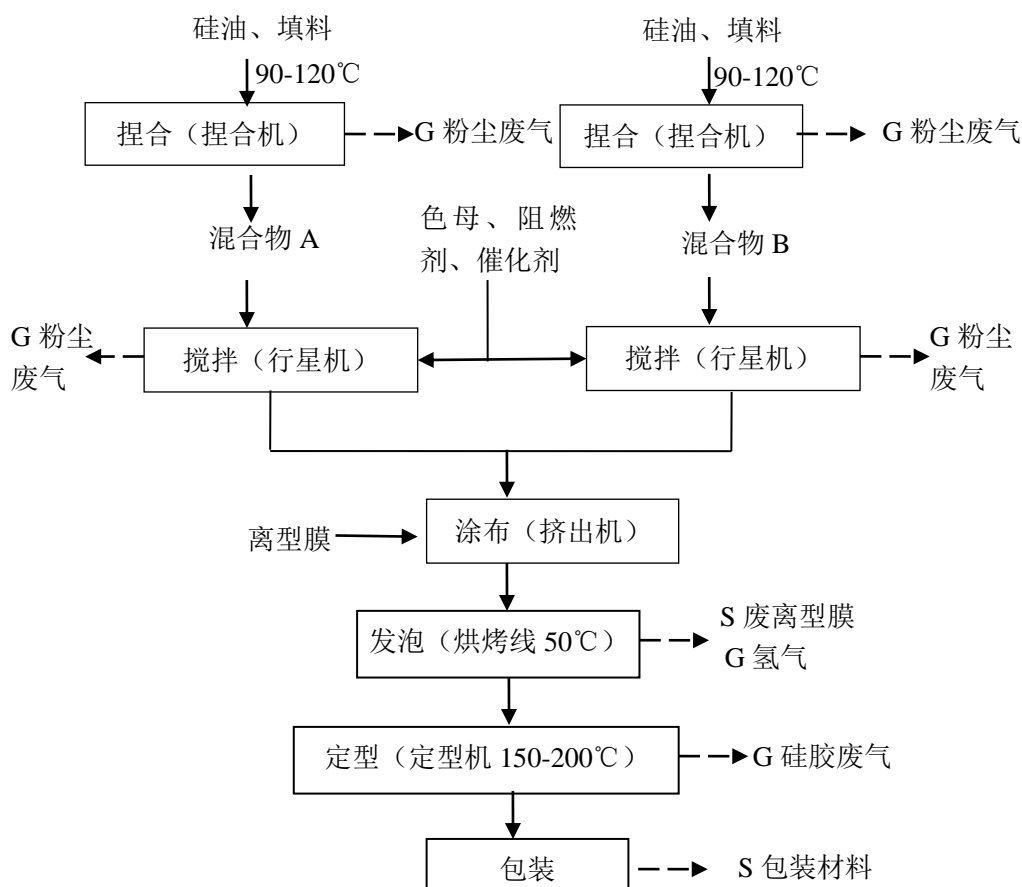 硅油、填料
硅油、填料
90-120℃
90-120℃
捏合（捏合机）
G 粉尘废气
捏合（捏合机）
G 粉尘废气
混合物 A
色母、阻燃
剂、催化剂
混合物 B
G 粉尘
废气
搅拌（行星机）
搅拌（行星机）
G 粉尘
废气
离型膜
涂布（挤出机）
发泡（烘烤线 50℃）
S 废离型膜
G 氢气
定型（定型机 150-200℃）
G 硅胶废气
包装
S 包装材料